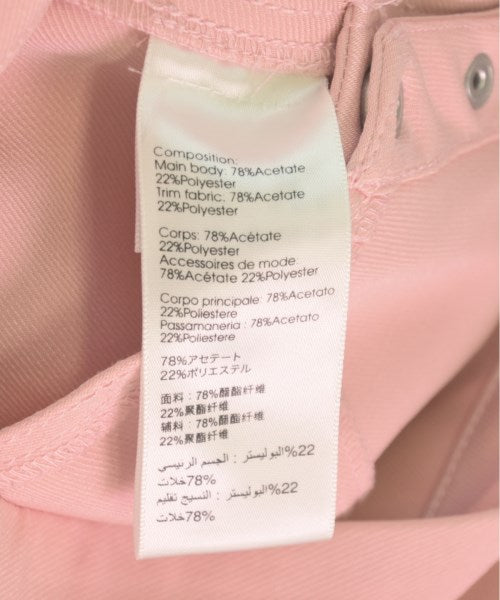 Composition:
Main body: 78%Acetate
22%Polyester
Trim fabric: 78%Acetate
22%Polyester
Corps: 78%Acétate
22%Polyester
Accessoires de mode:
78%Acétate 22%Polyester
Corpo principale: 78%Acetato
22%Poliestere
Passamaneria: 78%Acetato
22%Poliestere
78%アセテート
22%ポリエステル
面料: 78%醋酯纤维
22%聚酯纤维
辅料: 78%醋酯纤维
22%聚酯纤维
22%البوليستر : الجسم الربيسي
78%خلات
22%البوليستر : النسيج تقليم
78%خلات